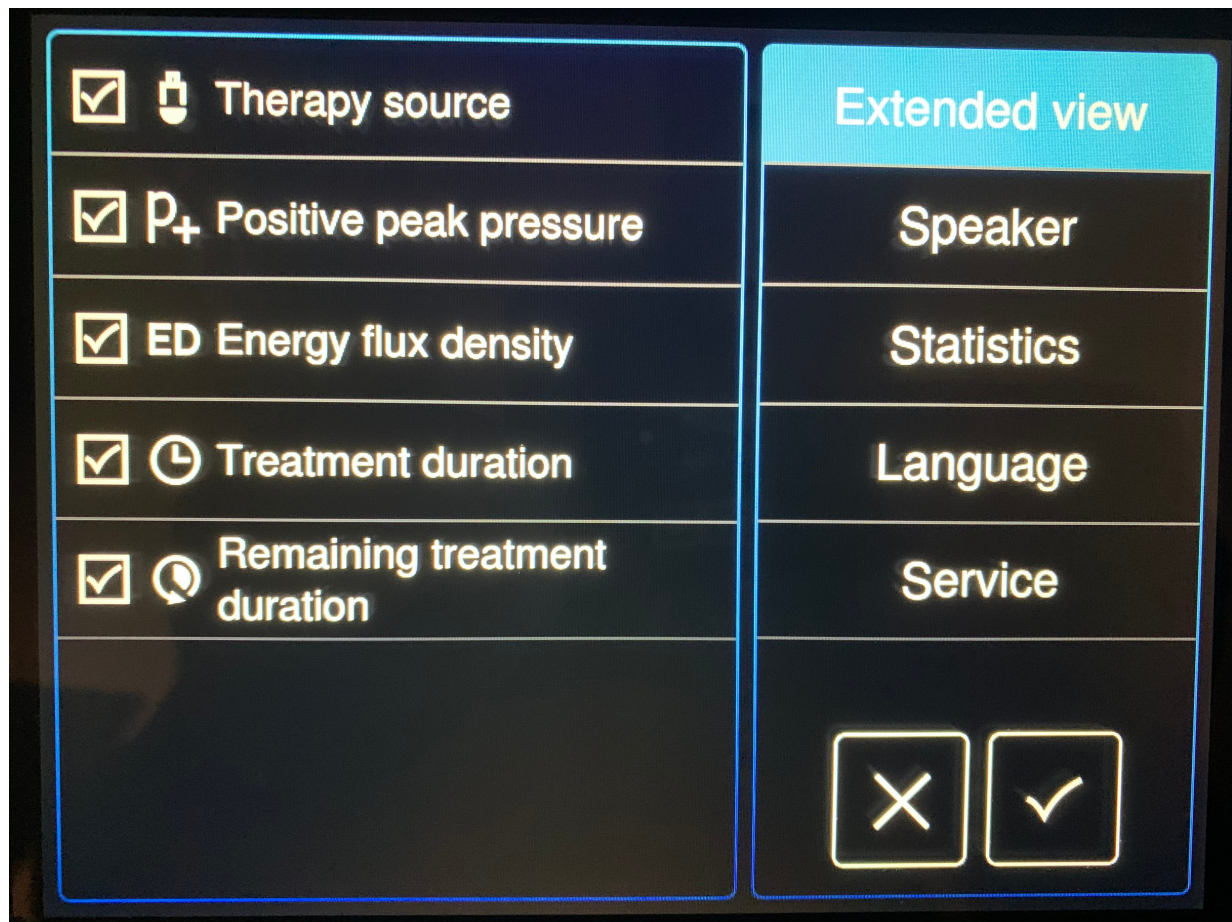 Therapy source
P+ Positive peak pressure
ED Energy flux density
Treatment duration
Remaining treatment
duration
Extended view
Speaker
Statistics
Language
Service